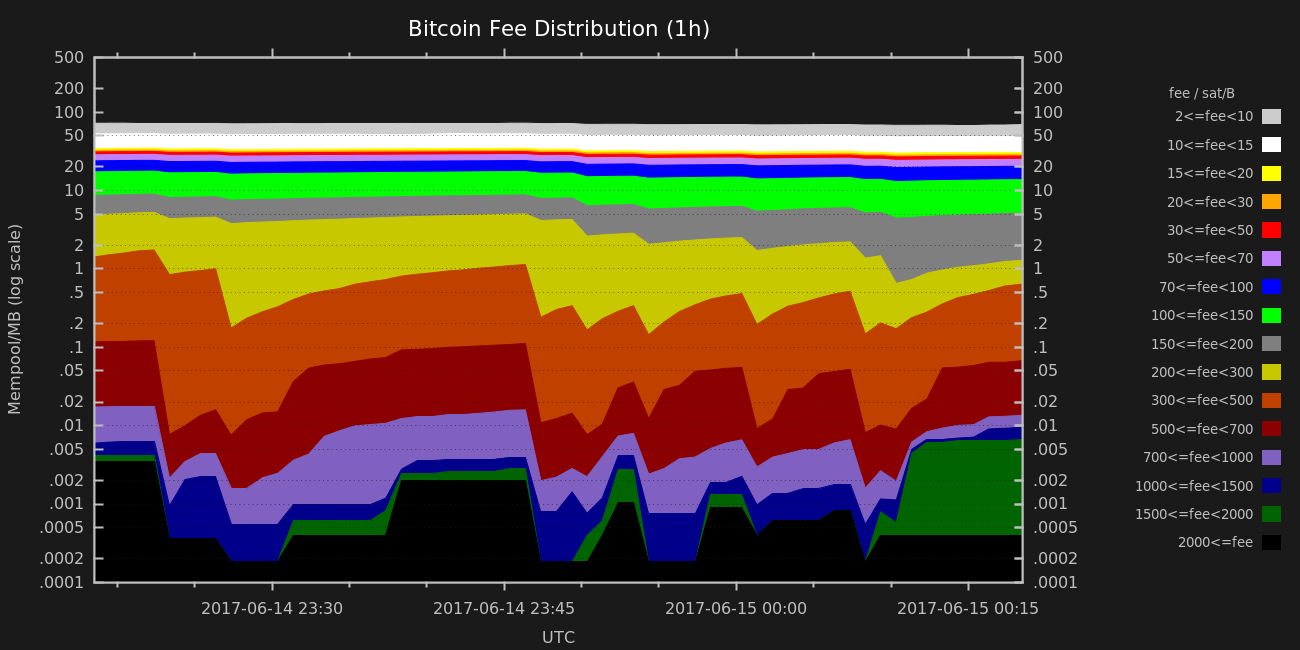 Bitcoin Fee Distribution (1h)
500
200
100
50
20
10
5
2
1
.5
.2
.1
.05
.02
.01
.005
.002
.001
.0005
.0002
.0001
Mempool/MB (log scale)
500
200
100
50
20
10
5
2
1
.5
.2
.1
.05
.02
.01
.005
.002
.001
.0005
.0002
.0001
2017-06-14 23:30
2017-06-14 23:45
2017-06-15 00:00
2017-06-15 00:15
UTC
fee / sat/B
2<=fee<10
10<=fee<15
15<=fee<20
20<=fee<30
30<=fee<50
50<=fee<70
70<=fee<100
100<=fee<150
150<=fee<200
200<=fee<300
300<=fee<500
500<=fee<700
700<=fee<1000
1000<=fee<1500
1500<=fee<2000
2000<=fee